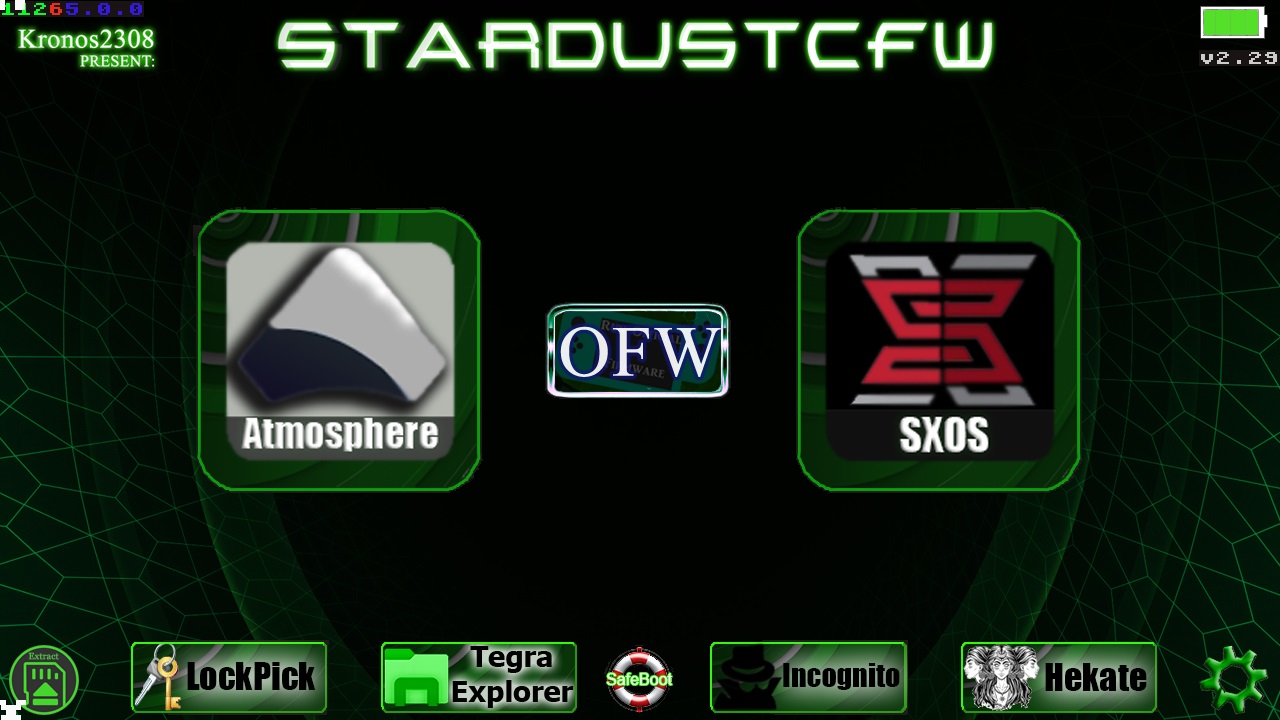 11265.0.0
Kronos2308
PRESENT:
STARDUSTCFW
v2.29
Atmosphere
OFW
SXOS
Extract
LockPick
Tegra
Explorer
SafeBoot
Incognito
Hekate